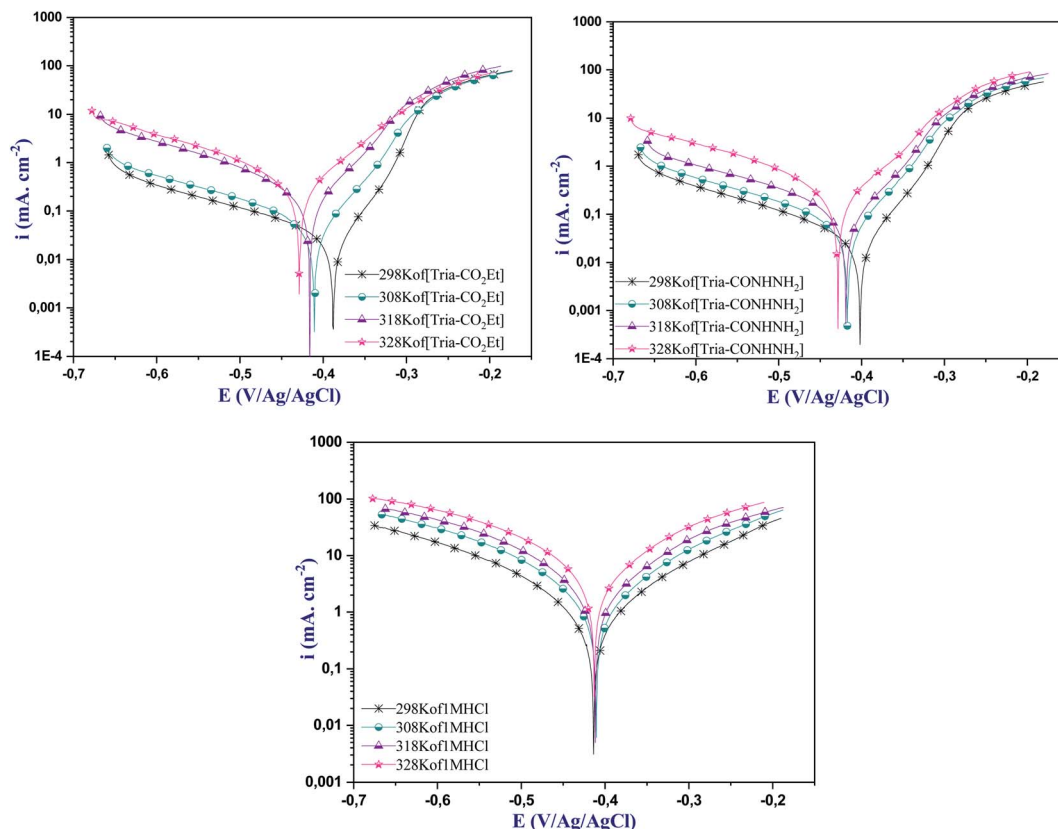 1000
100
10
1
0,1
0,01
0,001
1E-4
i (mA. cm⁻²)
298Kof[Tria-CO₂Et]
308Kof[Tria-CO₂Et]
318Kof[Tria-CO₂Et]
328Kof[Tria-CO₂Et]
-0,7 -0,6 -0,5 -0,4 -0,3 -0,2
E (V/Ag/AgCl)
1000
100
10
1
0,1
0,01
0,001
1E-4
i (mA. cm⁻²)
298Kof[Tria-CONHNH₂]
308Kof[Tria-CONHNH₂]
318Kof[Tria-CONHNH₂]
328Kof[Tria-CONHNH₂]
-0,7 -0,6 -0,5 -0,4 -0,3 -0,2
E (V/Ag/AgCl)
1000
100
10
1
0,1
0,01
0,001
i (mA. cm⁻²)
298Kof1MHCl
308Kof1MHCl
318Kof1MHCl
328Kof1MHCl
-0,7 -0,6 -0,5 -0,4 -0,3 -0,2
E (V/Ag/AgCl)